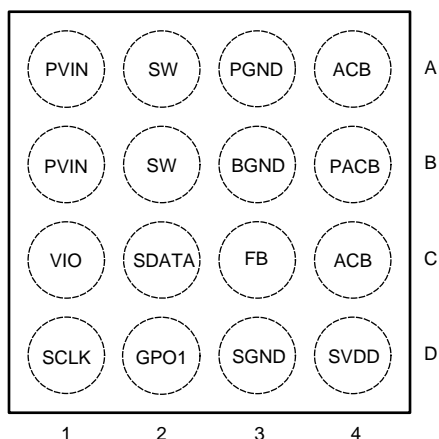 PVIN SW PGND ACB A
PVIN SW BGND PACB B
VIO SDATA FB ACB C
SCLK GPO1 SGND SVDD D
1 2 3 4